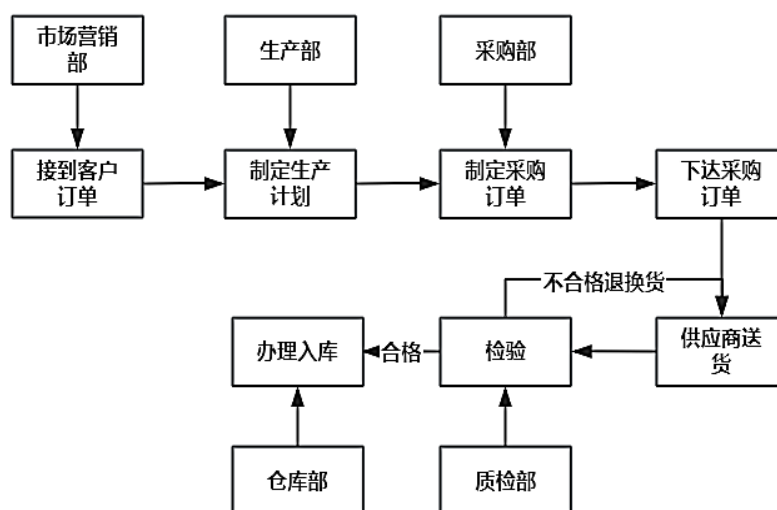 市场营销
部
生产部
采购部
接到客户
订单
制定生产
计划
制定采购
订单
下达采购
订单
不合格退换货
办理入库
合格
检验
供应商送
货
仓库部
质检部